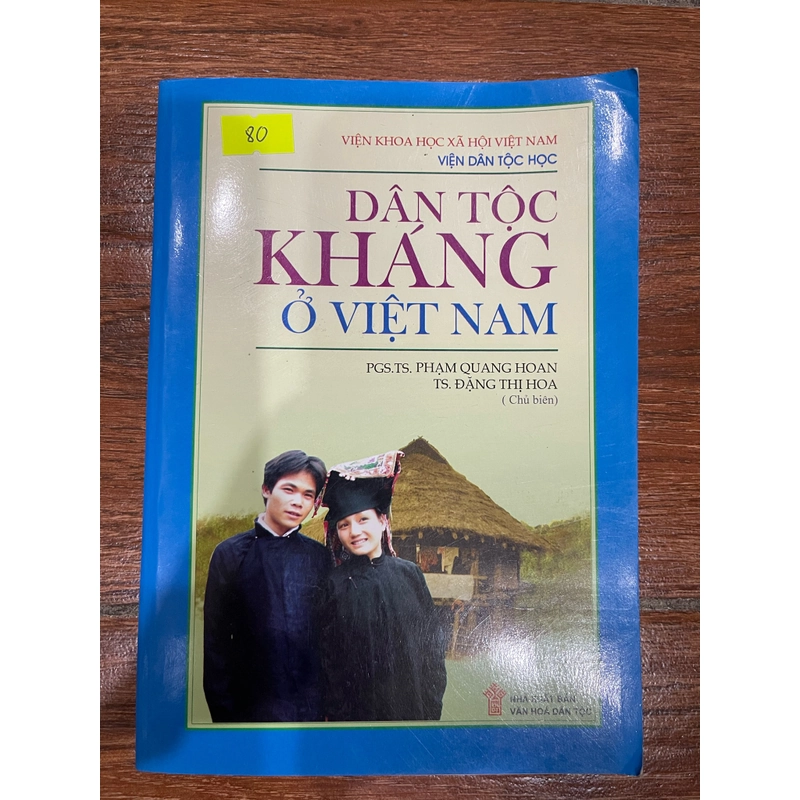 80
VIỆN KHOA HỌC XÃ HỘI VIỆT NAM
VIỆN DÂN TỘC HỌC
DÂN TỘC
KHÁNG
Ở VIỆT NAM
PGS.TS. PHẠM QUANG HOAN
TS. ĐẶNG THỊ HOA
( Chủ biên)
NHÀ XUẤT BẢN
VĂN HOÁ DÂN TỘC